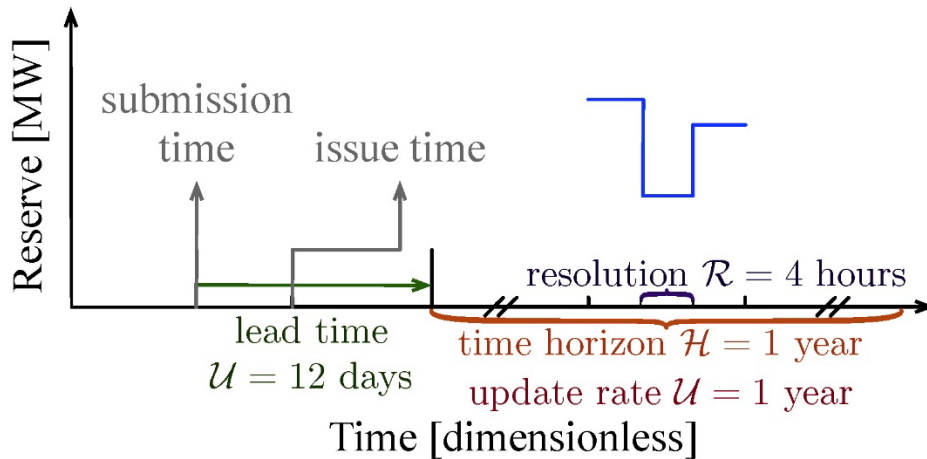 Reserve [MW]
submission
time
issue time
resolution ℛ = 4 hours
lead time
𝒰 = 12 days
time horizon ℋ = 1 year
update rate 𝒰 = 1 year
Time [dimensionless]